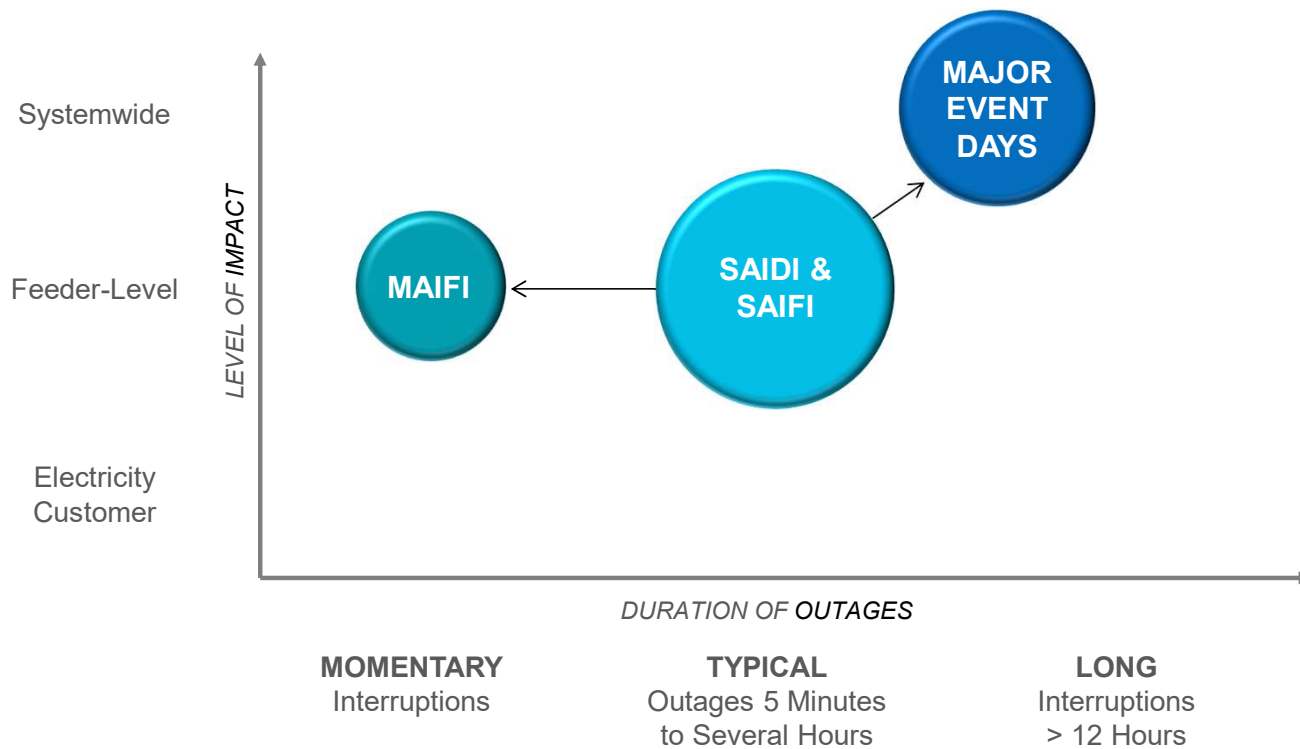 MAJOR
EVENT
DAYS
Systemwide
LEVEL OF IMPACT
Feeder-Level
MAIFI
SAIDI &
SAIFI
Electricity
Customer
DURATION OF OUTAGES
MOMENTARY
Interruptions
TYPICAL
Outages 5 Minutes
to Several Hours
LONG
Interruptions
> 12 Hours